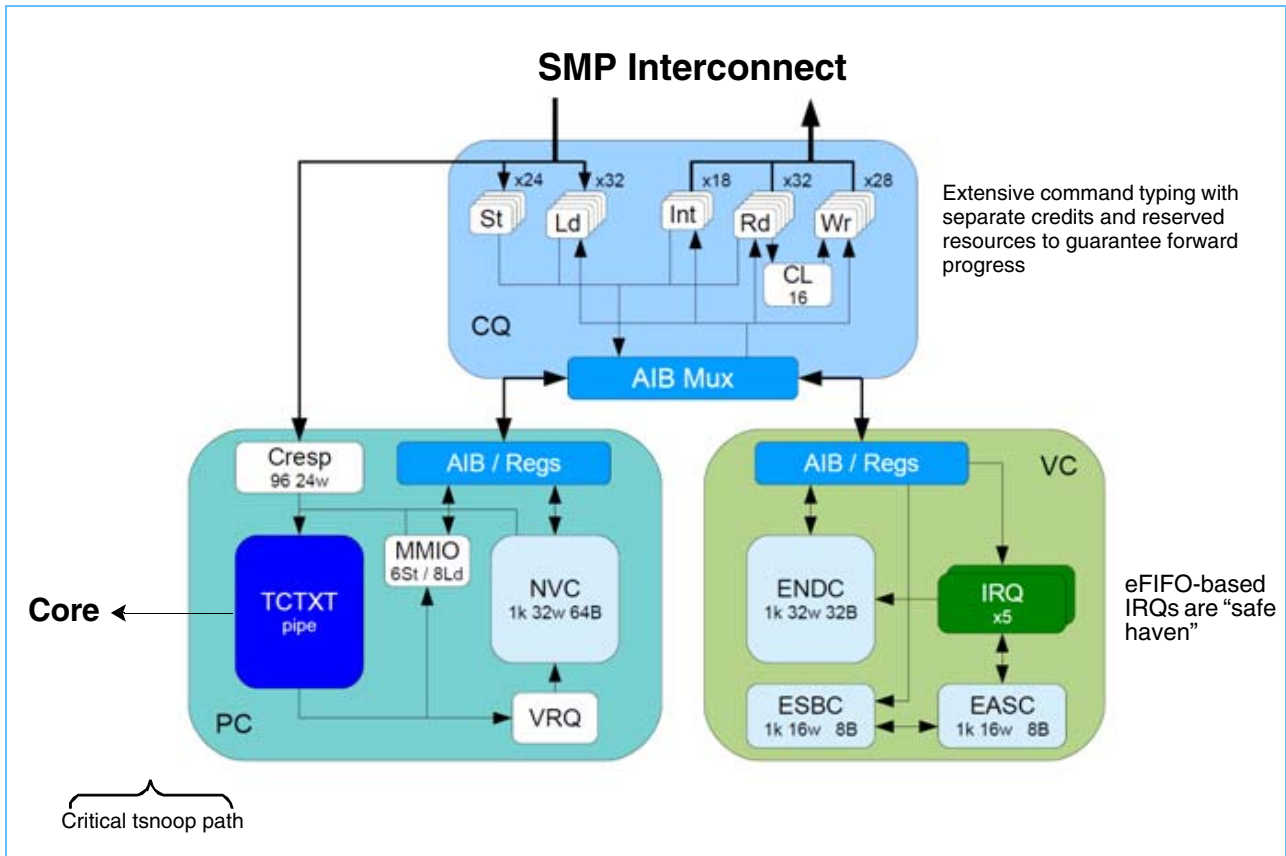 SMP Interconnect
x24
x32
x18
x32
x28
St
Ld
Int
Rd
Wr
CL
16
CQ
AIB Mux
Extensive command typing with
separate credits and reserved
resources to guarantee forward
progress
Cresp
96 24w
AIB / Regs
MMIO
6St / 8Ld
NVC
1k 32w 64B
TCTXT
pipe
VRQ
PC
Core
AIB / Regs
VC
ENDC
1k 32w 32B
IRQ
x5
ESBC
1k 16w 8B
EASC
1k 16w 8B
eFIFO-based
IRQs are “safe
haven”
Critical tsnoop path